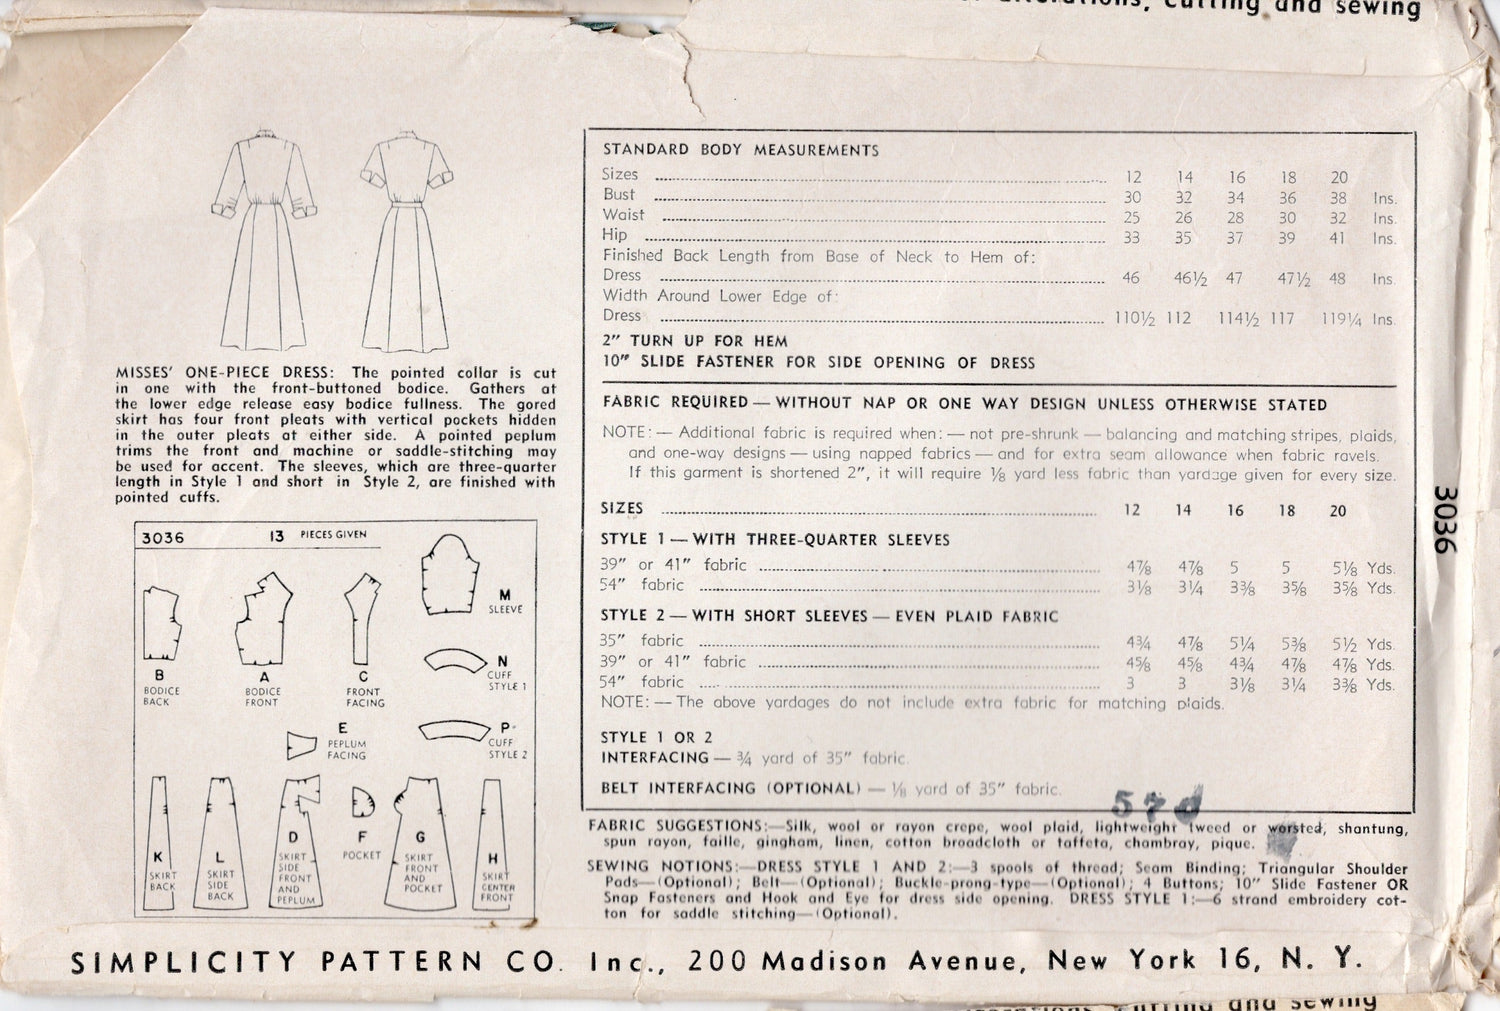 cutting and sewing
MISSES' ONE-PIECE DRESS: The pointed collar is cut
in one with the front-buttoned bodice. Gathers at
the lower edge release easy bodice fullness. The gored
skirt has four front pleats with vertical pockets hidden
in the outer pleats at either side. A pointed peplum
trims the front and machine or saddle-stitching may
be used for accent. The sleeves, which are three-quarter
length in Style 1 and short in Style 2, are finished with
pointed cuffs.
3036 13 PIECES GIVEN
M
SLEEVE
B
BODICE
BACK
A
BODICE
FRONT
C
FRONT
FACING
N
CUFF
STYLE 1
E
PEPLUM
FACING
P
CUFF
STYLE 2
K
SKIRT
BACK
L
SKIRT
SIDE
BACK
D
SKIRT
SIDE
FRONT
AND
PEPLUM
F
POCKET
G
SKIRT
FRONT
AND
POCKET
H
SKIRT
CENTER
FRONT
STANDARD BODY MEASUREMENTS
Sizes 12 14 16 18 20
Bust 30 32 34 36 38 Ins.
Waist 25 26 28 30 32 Ins.
Hip 33 35 37 39 41 Ins.
Finished Back Length from Base of Neck to Hem of:
Dress 46 46½ 47 47½ 48 Ins.
Width Around Lower Edge of:
Dress 110½ 112 114½ 117 119¼ Ins.
2" TURN UP FOR HEM
10" SLIDE FASTENER FOR SIDE OPENING OF DRESS
FABRIC REQUIRED — WITHOUT NAP OR ONE WAY DESIGN UNLESS OTHERWISE STATED
NOTE: — Additional fabric is required when: — not pre-shrunk — balancing and matching stripes, plaids,
and one-way designs — using napped fabrics — and for extra seam allowance when fabric ravels.
If this garment is shortened 2", it will require ⅛ yard less fabric than yardage given for every size.
SIZES 12 14 16 18 20
STYLE 1 — WITH THREE-QUARTER SLEEVES
39" or 41" fabric 4⅞ 4⅞ 5 5 5⅛ Yds.
54" fabric 3⅛ 3¼ 3⅜ 3⅝ 3⅝ Yds.
STYLE 2 — WITH SHORT SLEEVES — EVEN PLAID FABRIC
35" fabric 4¾ 4⅞ 5¼ 5⅜ 5½ Yds.
39" or 41" fabric 4⅝ 4⅝ 4¾ 4⅞ 4⅞ Yds.
54" fabric 3 3 3⅛ 3¼ 3⅜ Yds.
NOTE: — The above yardages do not include extra fabric for matching plaids.
STYLE 1 OR 2
INTERFACING — ¾ yard of 35" fabric.
BELT INTERFACING (OPTIONAL) — ⅛ yard of 35" fabric.
FABRIC SUGGESTIONS:—Silk, wool or rayon crepe, wool plaid, lightweight tweed or worsted, shantung,
spun rayon, faille, gingham, linen, cotton broadcloth or taffeta, chambray, pique.
SEWING NOTIONS:—DRESS STYLE 1 AND 2:—3 spools of thread; Seam Binding; Triangular Shoulder
Pads—(Optional); Belt—(Optional); Buckle-prong-type—(Optional); 4 Buttons; 10" Slide Fastener OR
Snap Fasteners and Hook and Eye for dress side opening. DRESS STYLE 1:—6 strand embroidery cot-
ton for saddle stitching—(Optional).
3036
SIMPLICITY PATTERN CO. Inc., 200 Madison Avenue, New York 16, N. Y.
and sewing